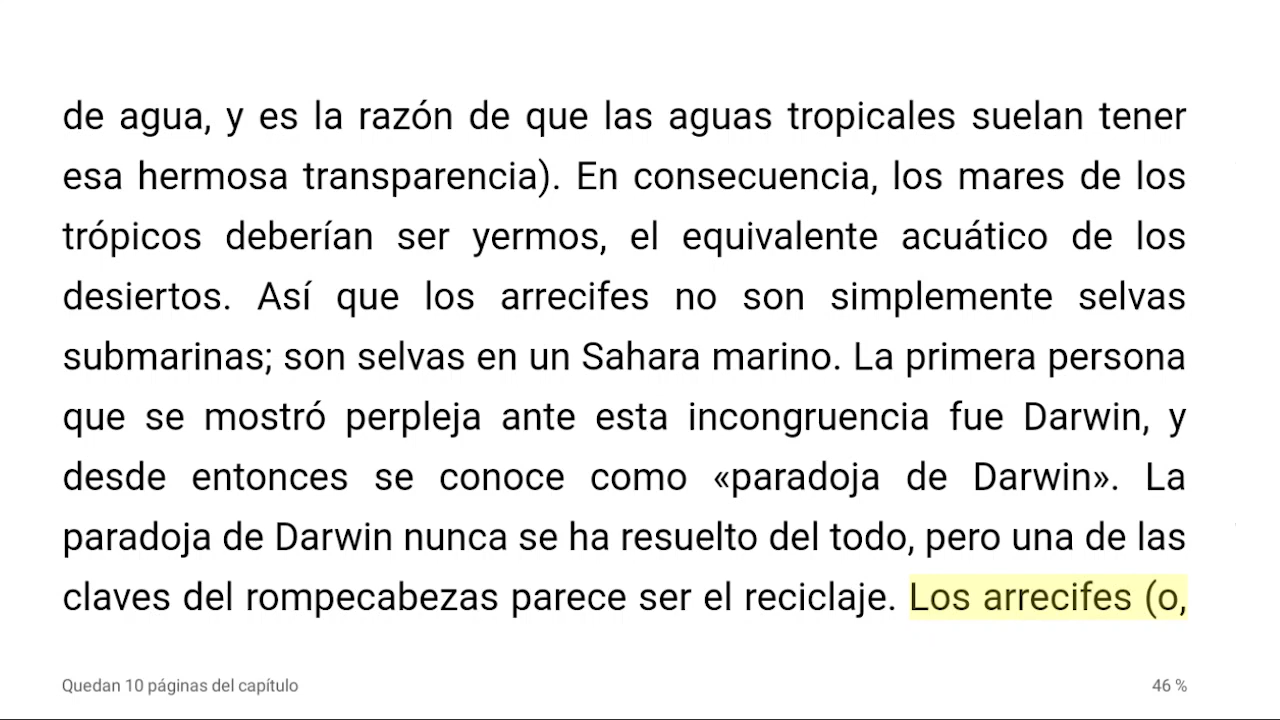 de agua, y es la razón de que las aguas tropicales suelan tener
esa hermosa transparencia). En consecuencia, los mares de los
trópicos deberían ser yermos, el equivalente acuático de los
desiertos. Así que los arrecifes no son simplemente selvas
submarinas; son selvas en un Sahara marino. La primera persona
que se mostró perpleja ante esta incongruencia fue Darwin, y
desde entonces se conoce como «paradoja de Darwin». La
paradoja de Darwin nunca se ha resuelto del todo, pero una de las
claves del rompecabezas parece ser el reciclaje. Los arrecifes (o,
Quedan 10 páginas del capítulo
46 %